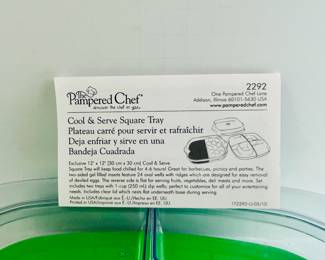 The
Pampered Chef
discover the chef in you
2292
One Pampered Chef Lane
Addison, Illinois 60101-5630 USA
www.pamperedchef.com
Cool & Serve Square Tray
Plateau carré pour servir et rafraîchir
Deja enfriar y sirve en una
Bandeja Cuadrada
Exclusive 12" x 12" (30 cm x 30 cm) Cool & Serve
Square Tray will keep food chilled for 4-6 hours! Great for barbecues, picnics and parties. The
two sided gel filled inserts feature 24 oval wells with ridges which are designed for easy removal
of deviled eggs. The reverse side is flat for serving fruits, vegetables, deli meats and more. Set
includes two trays with 1-cup (250 mL) dip wells, perfect to customize for all of your entertaining
needs. Includes clear lid which nests flat underneath base during serving.
Made in USA/Fabriqué aux É.-U./Hecho en EE. UU.
Printed in USA/Imprimé aux É.-U./Impreso en EE. UU.